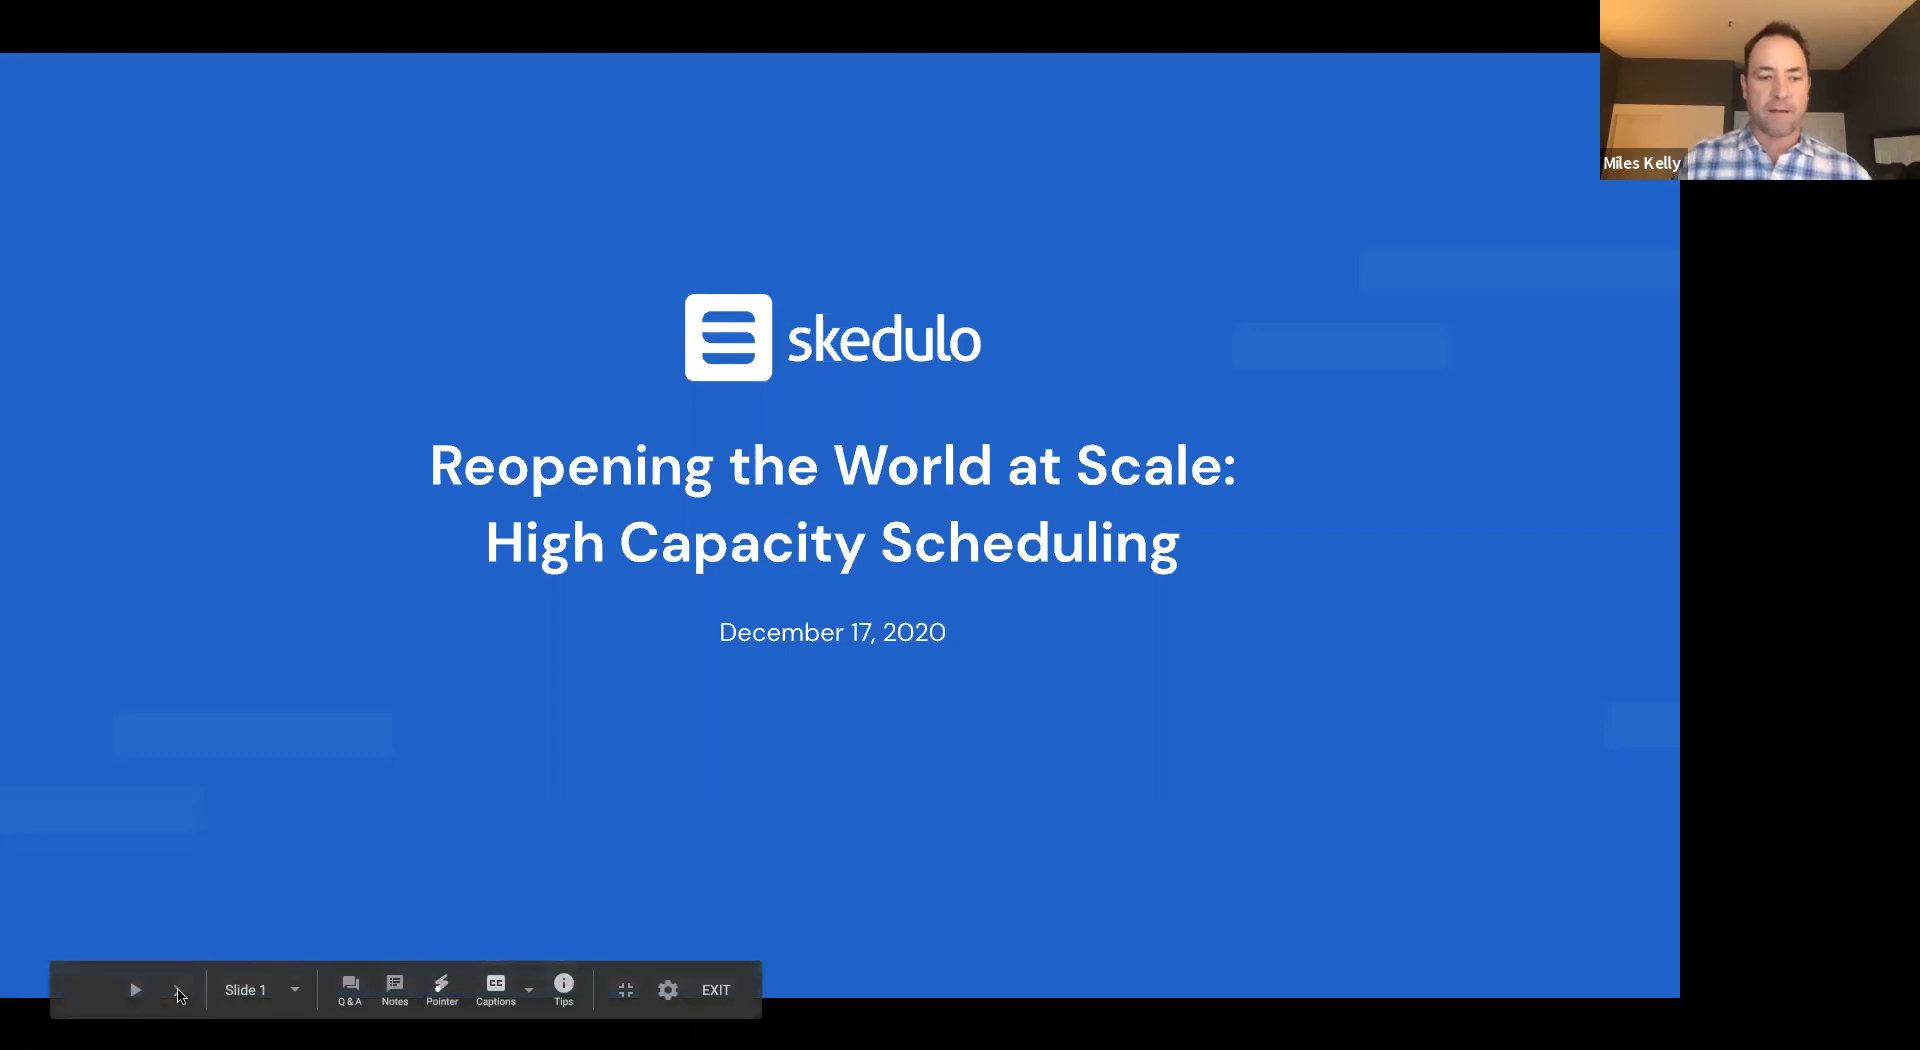 Miles Kelly
skedulo
Reopening the World at Scale:
High Capacity Scheduling
December 17, 2020
Slide 1
Q & A
Notes
Pointer
Captions
Tips
EXIT